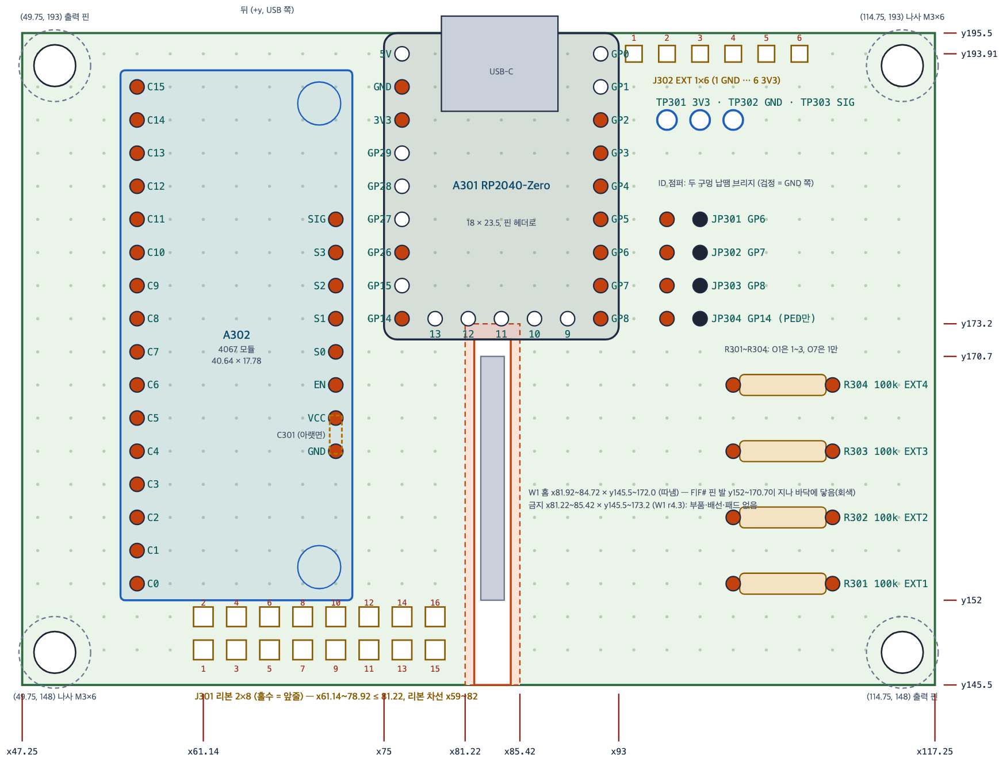 뒤 (+y, USB 쪽)
(49.75, 193) 출력 핀
(114.75, 193) 나사 M3×6
y195.5
y193.91
1 2 3 4 5 6
J302 EXT 1×6 (1 GND ··· 6 3V3)
TP301 3V3 · TP302 GND · TP303 SIG
USB-C
5V
GND
3V3
GP29
GP28
GP27
GP26
GP15
GP14
GP0
GP1
GP2
GP3
GP4
GP5
GP6
GP7
GP8
A301 RP2040-Zero
18 × 23.5, 핀 헤더로
13 12 11 10 9
C15
C14
C13
C12
C11
C10
C9
C8
C7
C6
C5
C4
C3
C2
C1
C0
SIG
S3
S2
S1
S0
EN
VCC
GND
C301 (아랫면)
A302
4067 모듈
40.64 × 17.78
ID 점퍼: 두 구멍 납땜 브리지 (검정 = GND 쪽)
JP301 GP6
JP302 GP7
JP303 GP8
JP304 GP14 (PED만)
y173.2
R301~R304: O1은 1~3, O7은 1만
y170.7
R304 100k EXT4
R303 100k EXT3
W1 홈 x81.92~84.72 × y145.5~172.0 (따냄) — F|F# 핀 발 y152~170.7이 지나 바닥에 닿음(회색)
금지 x81.22~85.42 × y145.5~173.2 (W1 r4.3): 부품·배선·패드 없음
R302 100k EXT2
R301 100k EXT1
y152
2 4 6 8 10 12 14 16
1 3 5 7 9 11 13 15
y145.5
(49.75, 148) 나사 M3×6
J301 리본 2×8 (홀수 = 앞줄) — x61.14~78.92 ≤ 81.22, 리본 차선 x59~82
(114.75, 148) 출력 핀
x47.25 x61.14 x75 x81.22 x85.42 x93 x117.25